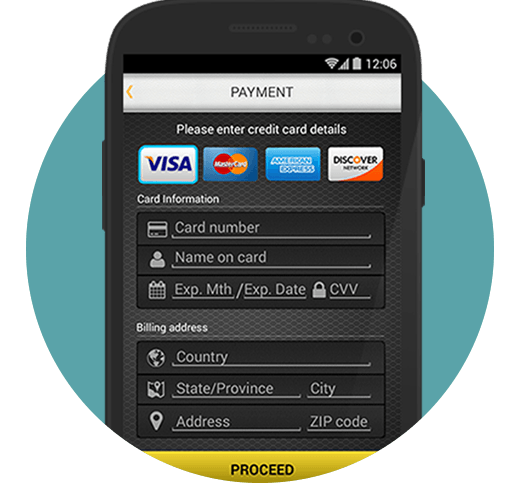 12:06
PAYMENT
Please enter credit card details
VISA MasterCard AMERICAN EXPRESS DISCOVER NETWORK
Card Information
Card number
Name on card
Exp. Mth /Exp. Date CVV
Billing address
Country
State/Province City
Address ZIP code
PROCEED